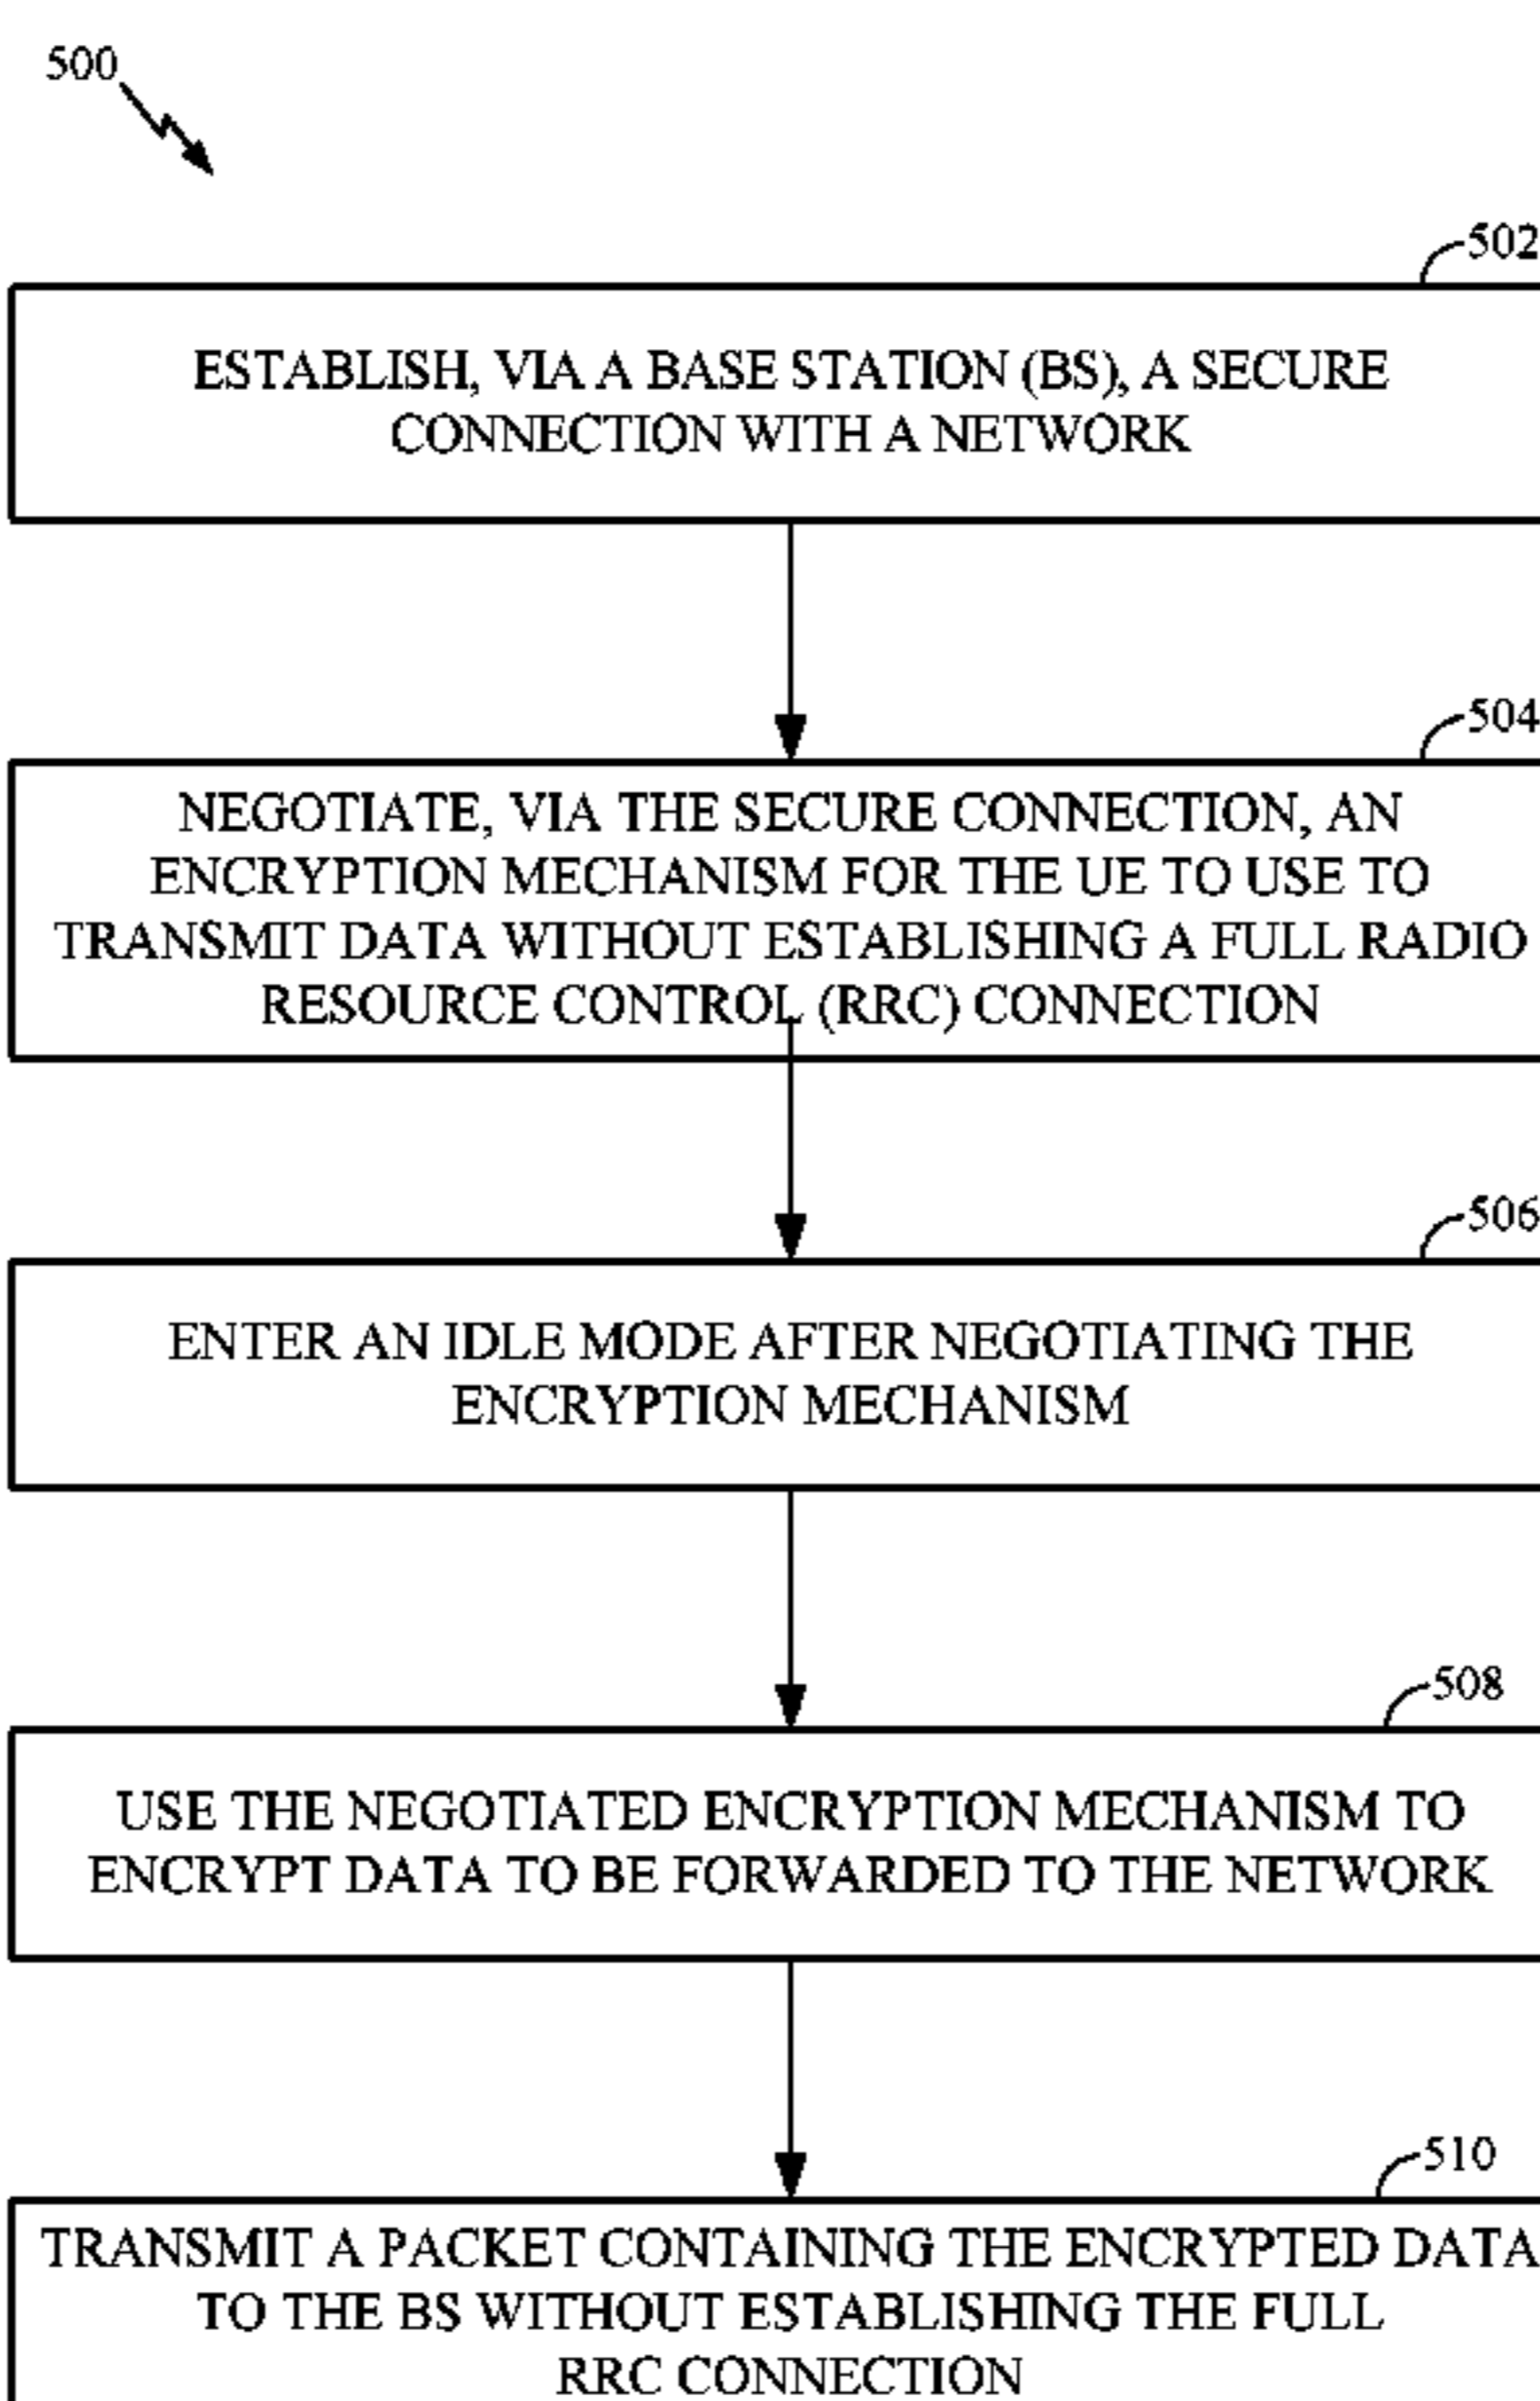 500
502
ESTABLISH, VIA A BASE STATION (BS), A SECURE
CONNECTION WITH A NETWORK
504
NEGOTIATE, VIA THE SECURE CONNECTION, AN
ENCRYPTION MECHANISM FOR THE UE TO USE TO
TRANSMIT DATA WITHOUT ESTABLISHING A FULL RADIO
RESOURCE CONTROL (RRC) CONNECTION
506
ENTER AN IDLE MODE AFTER NEGOTIATING THE
ENCRYPTION MECHANISM
508
USE THE NEGOTIATED ENCRYPTION MECHANISM TO
ENCRYPT DATA TO BE FORWARDED TO THE NETWORK
510
TRANSMIT A PACKET CONTAINING THE ENCRYPTED DATA
TO THE BS WITHOUT ESTABLISHING THE FULL
RRC CONNECTION